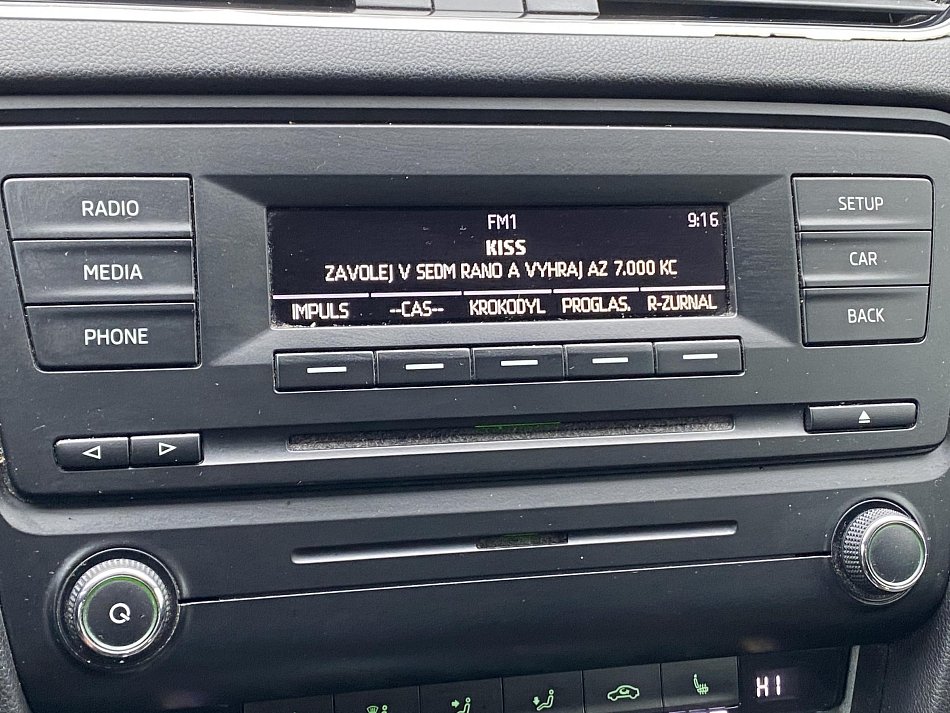 RADIO
MEDIA
PHONE
FM1 9:16
KISS
ZAVOLEJ V SEDM RANO A VYHRAJ AZ 7.000 KC
IMPULS --CAS-- KROKODYL PROGLAS. R-ZURNAL
SETUP
CAR
BACK
HI